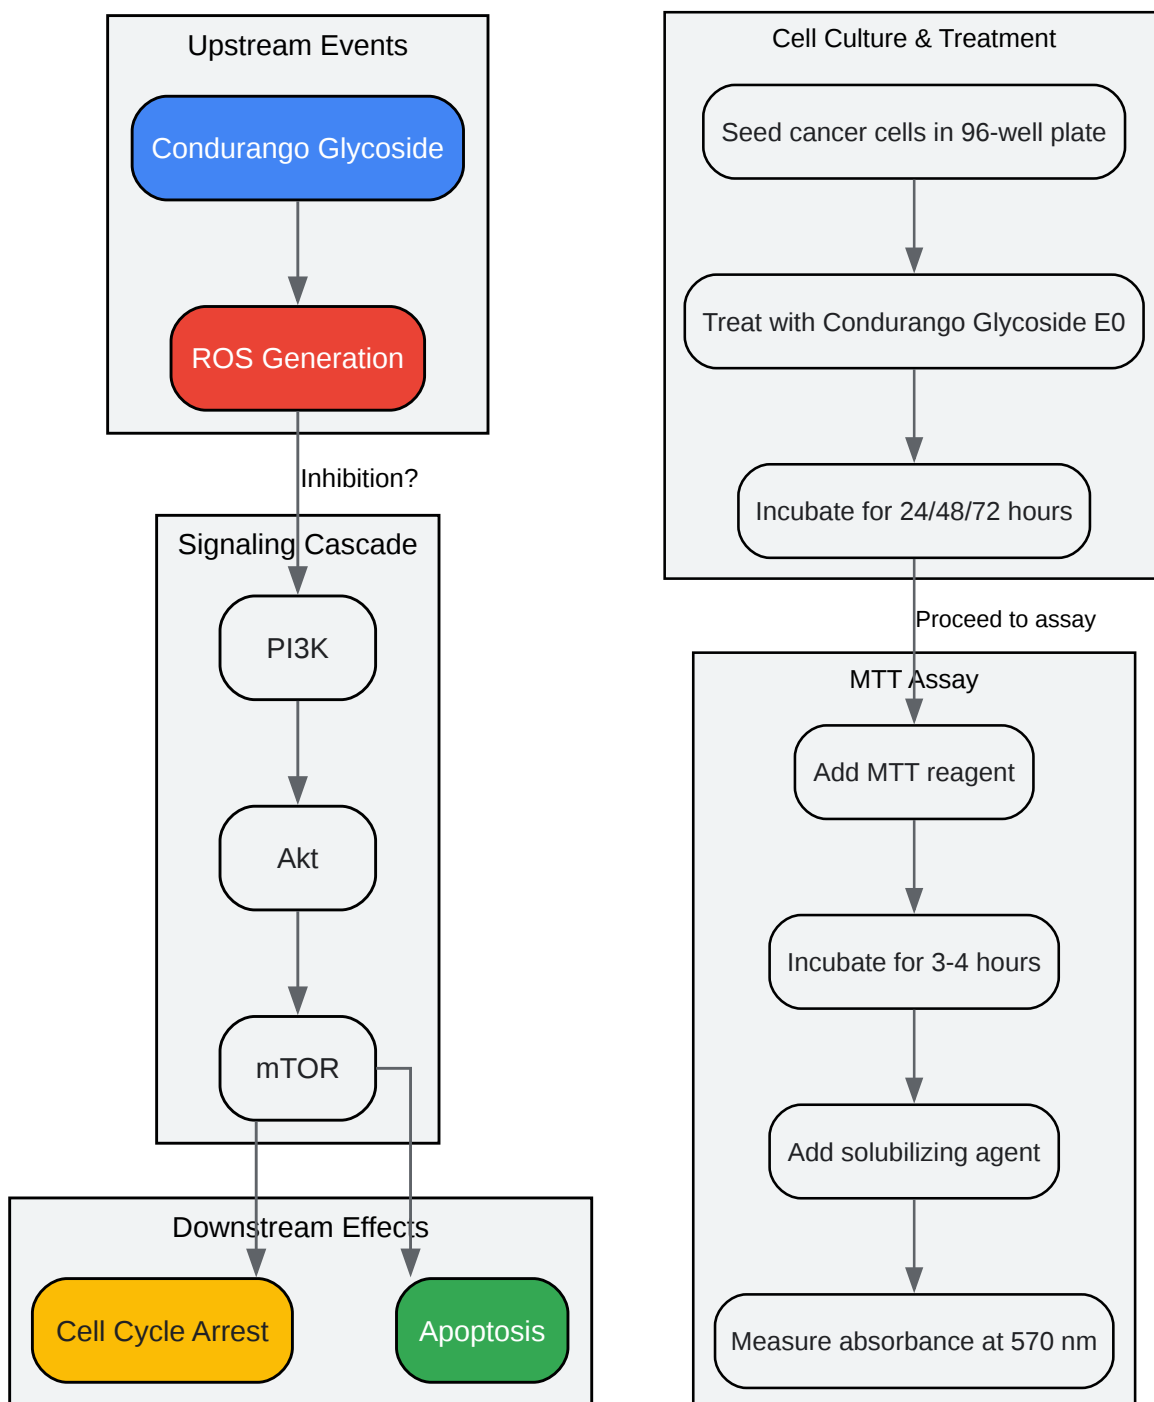 Upstream Events
Condurango Glycoside
ROS Generation
Inhibition?
Signaling Cascade
PI3K
Akt
mTOR
Downstream Effects
Cell Cycle Arrest
Apoptosis
Cell Culture & Treatment
Seed cancer cells in 96-well plate
Treat with Condurango Glycoside E0
Incubate for 24/48/72 hours
Proceed to assay
MTT Assay
Add MTT reagent
Incubate for 3-4 hours
Add solubilizing agent
Measure absorbance at 570 nm